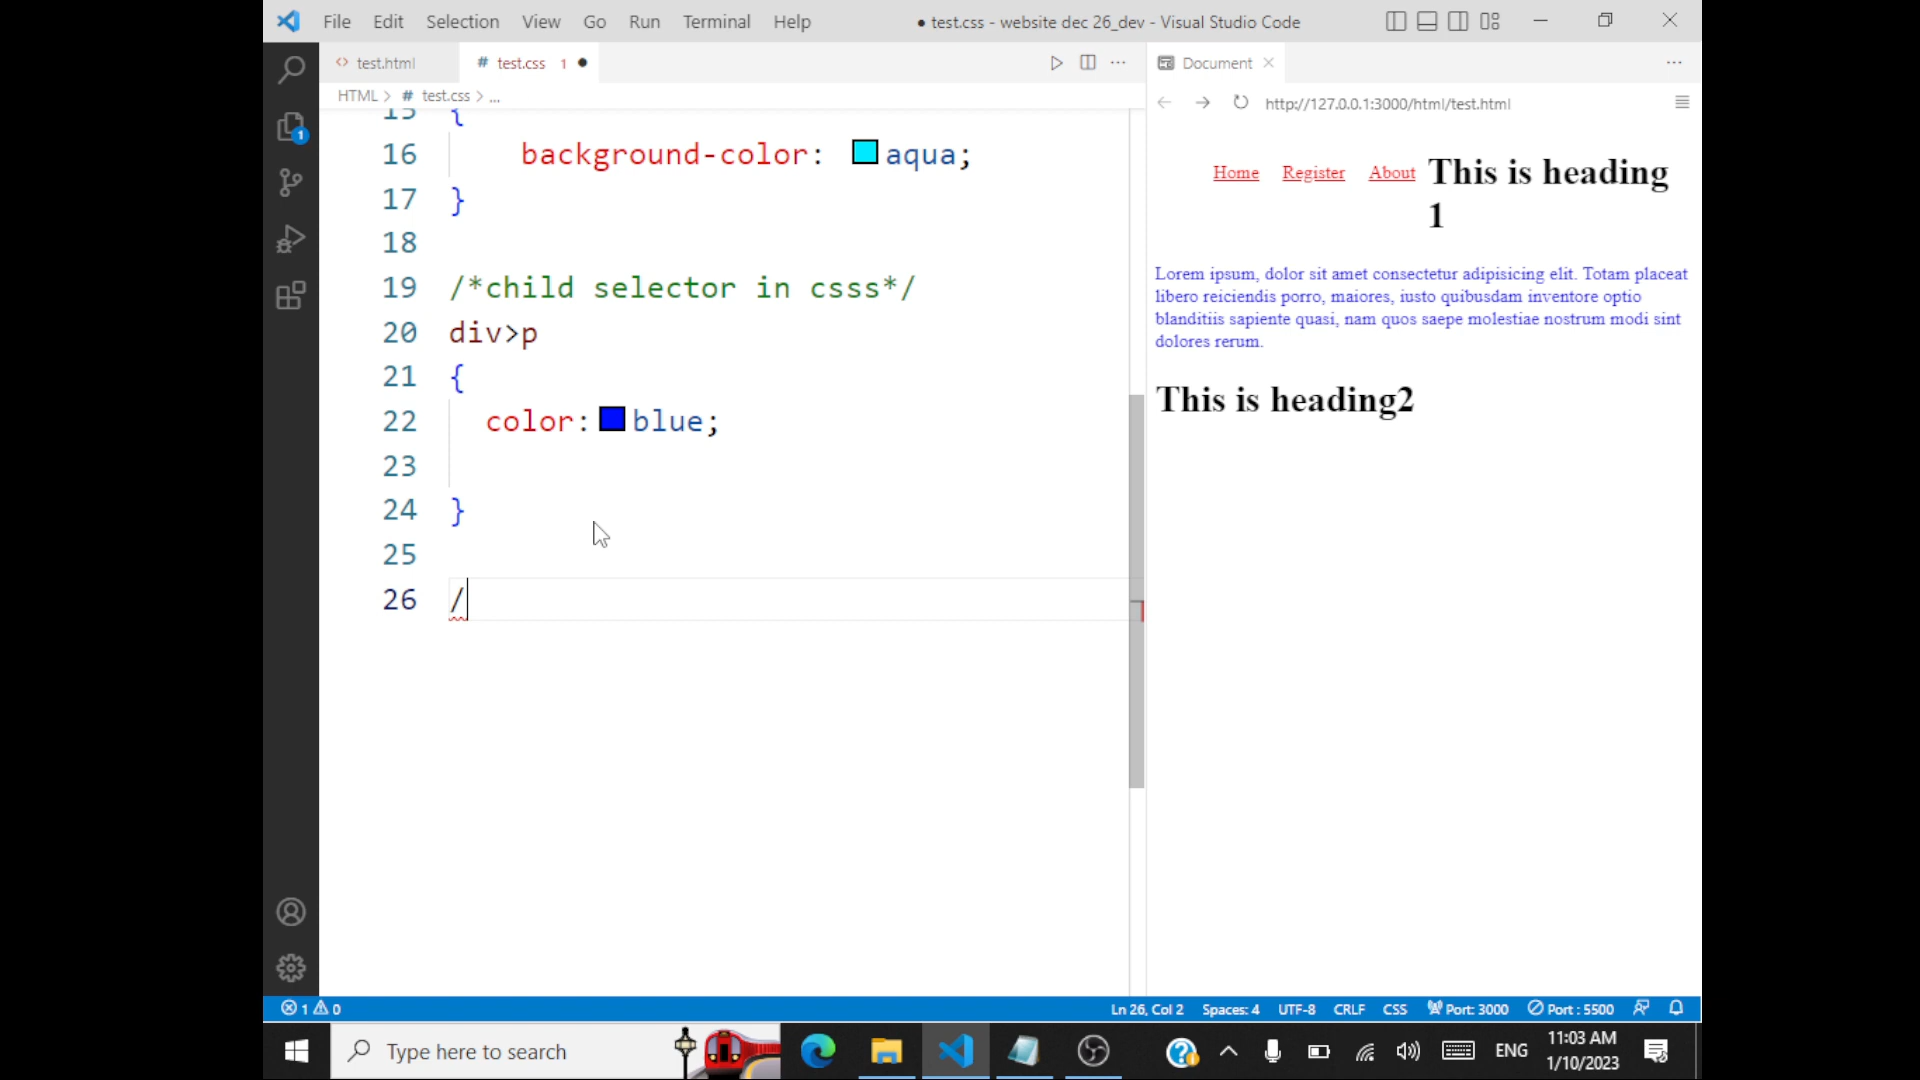 File Edit Selection View Go Run Terminal Help
● test.css - website dec 26_dev - Visual Studio Code
<> test.html
# test.css 1 ●
Document
HTML > # test.css > ...
http://127.0.0.1:3000/html/test.html
15 {
16 background-color: aqua;
17 }
18
19 /*child selector in csss*/
20 div>p
21 {
22 color: blue;
23
24 }
25
26 /
Home Register About This is heading
1
Lorem ipsum, dolor sit amet consectetur adipisicing elit. Totam placeat
libero reiciendis porro, maiores, iusto quibusdam inventore optio
blanditiis sapiente quasi, nam quos saepe molestiae nostrum modi sint
dolores rerum.
This is heading2
1
1 0
Ln 26, Col 2 Spaces: 4 UTF-8 CRLF CSS Port: 3000 Port : 5500
Type here to search
ENG
11:03 AM
1/10/2023